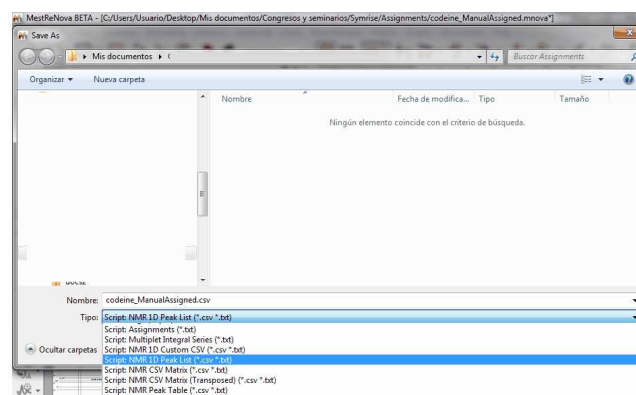 MestReNova BETA - [C:/Users/Usuario/Desktop/Mis documentos/Congresos y seminarios/Symrise/Assignments/codeine_ManualAssigned.mnova*]
Save As
Mis documentos
Buscar Assignments
Organizar
Nueva carpeta
Nombre Fecha de modifica... Tipo Tamaño
Ningún elemento coincide con el criterio de búsqueda.
Nombre: codeine_ManualAssigned.csv
Tipo: Script: NMR 1D Peak List (*.csv *.txt)
Script: Assignments (*.txt)
Script: Multiplet Integral Series (*.txt)
Ocultar carpetas Script: NMR 1D Custom CSV (*.csv *.txt)
Script: NMR 1D Peak List (*.csv *.txt)
Script: NMR CSV Matrix (*.csv *.txt)
Script: NMR CSV Matrix (Transposed) (*.csv *.txt)
Script: NMR Peak Table (*.csv *.txt)